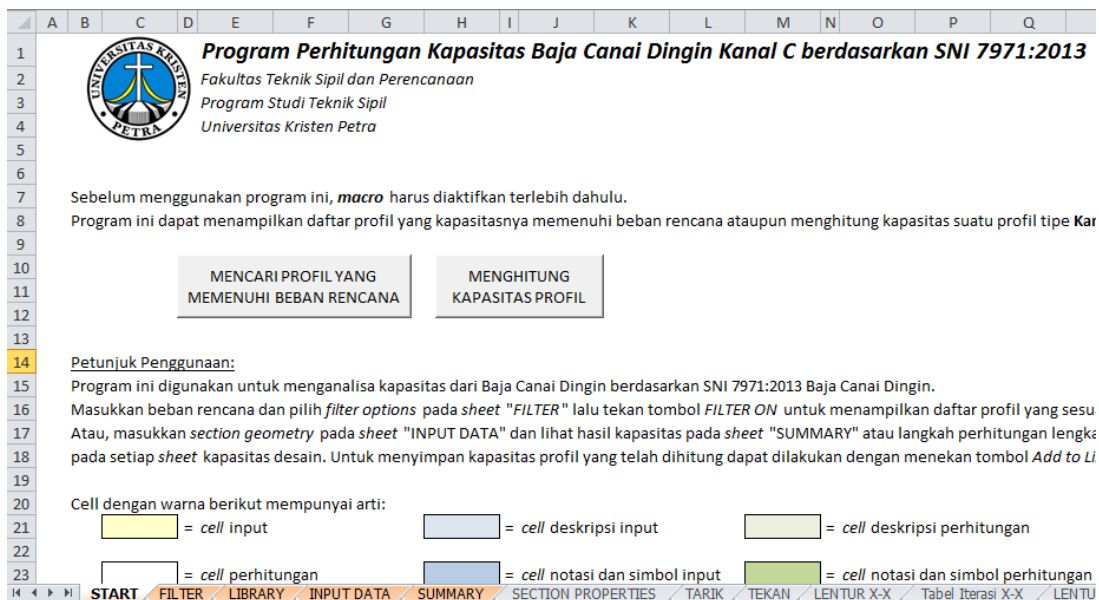 A B C D E F G H I J K L M N O P Q
1 Program Perhitungan Kapasitas Baja Canai Dingin Kanal C berdasarkan SNI 7971:2013
UNIVERSITAS KRISTEN PETRA
2 Fakultas Teknik Sipil dan Perencanaan
3 Program Studi Teknik Sipil
4 Universitas Kristen Petra
5
6
7 Sebelum menggunakan program ini, macro harus diaktifkan terlebih dahulu.
8 Program ini dapat menampilkan daftar profil yang kapasitasnya memenuhi beban rencana ataupun menghitung kapasitas suatu profil tipe
9
10 MENCARI PROFIL YANG MENGHITUNG
11 MEMENUHI BEBAN RENCANA KAPASITAS PROFIL
12
13
14 Petunjuk Penggunaan:
15 Program ini digunakan untuk menganalisa kapasitas dari Baja Canai Dingin berdasarkan SNI 7971:2013 Baja Canai Dingin.
16 Masukkan beban rencana dan pilih filter options pada sheet "FILTER" lalu tekan tombol FILTER ON untuk menampilkan daftar profil yang
17 Atau, masukkan section geometry pada sheet "INPUT DATA" dan lihat hasil kapasitas pada sheet "SUMMARY" atau langkah perhitungan
18 pada setiap sheet kapasitas desain. Untuk menyimpan kapasitas profil yang telah dihitung dapat dilakukan dengan menekan tombol Add to
19
20 Cell dengan warna berikut mempunyai arti:
21 = cell input = cell deskripsi input = cell deskripsi perhitungan
22
23 = cell perhitungan = cell notasi dan simbol input = cell notasi dan simbol perhitungan
START FILTER LIBRARY INPUT DATA SUMMARY SECTION PROPERTIES TARIK TEKAN LENTUR X-X Tabel Iterasi X-X